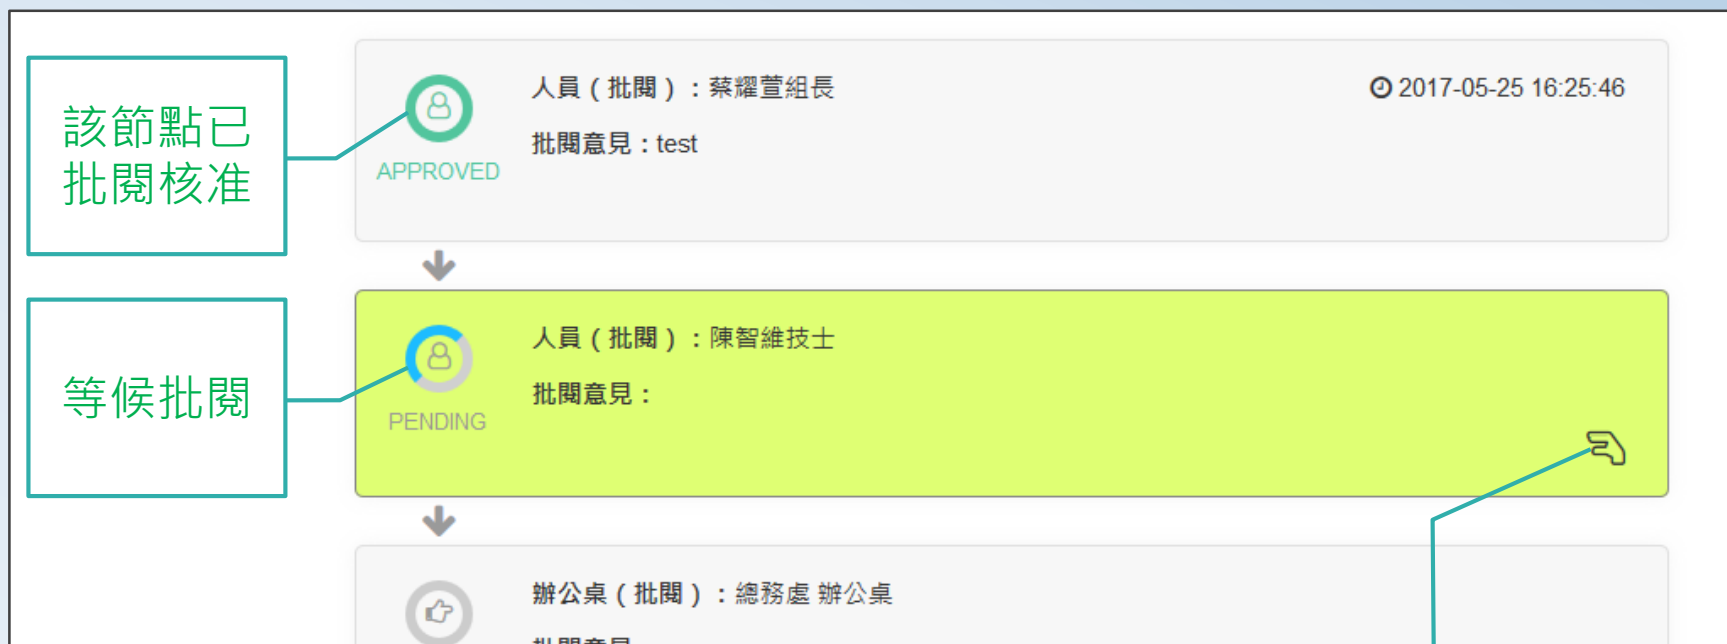 該節點已
批閱核准
人員（批閱）：蔡耀萱組長
2017-05-25 16:25:46
批閱意見：test
APPROVED
等候批閱
人員（批閱）：陳智維技士
批閱意見：
PENDING
辦公桌（批閱）：總務處 辦公桌